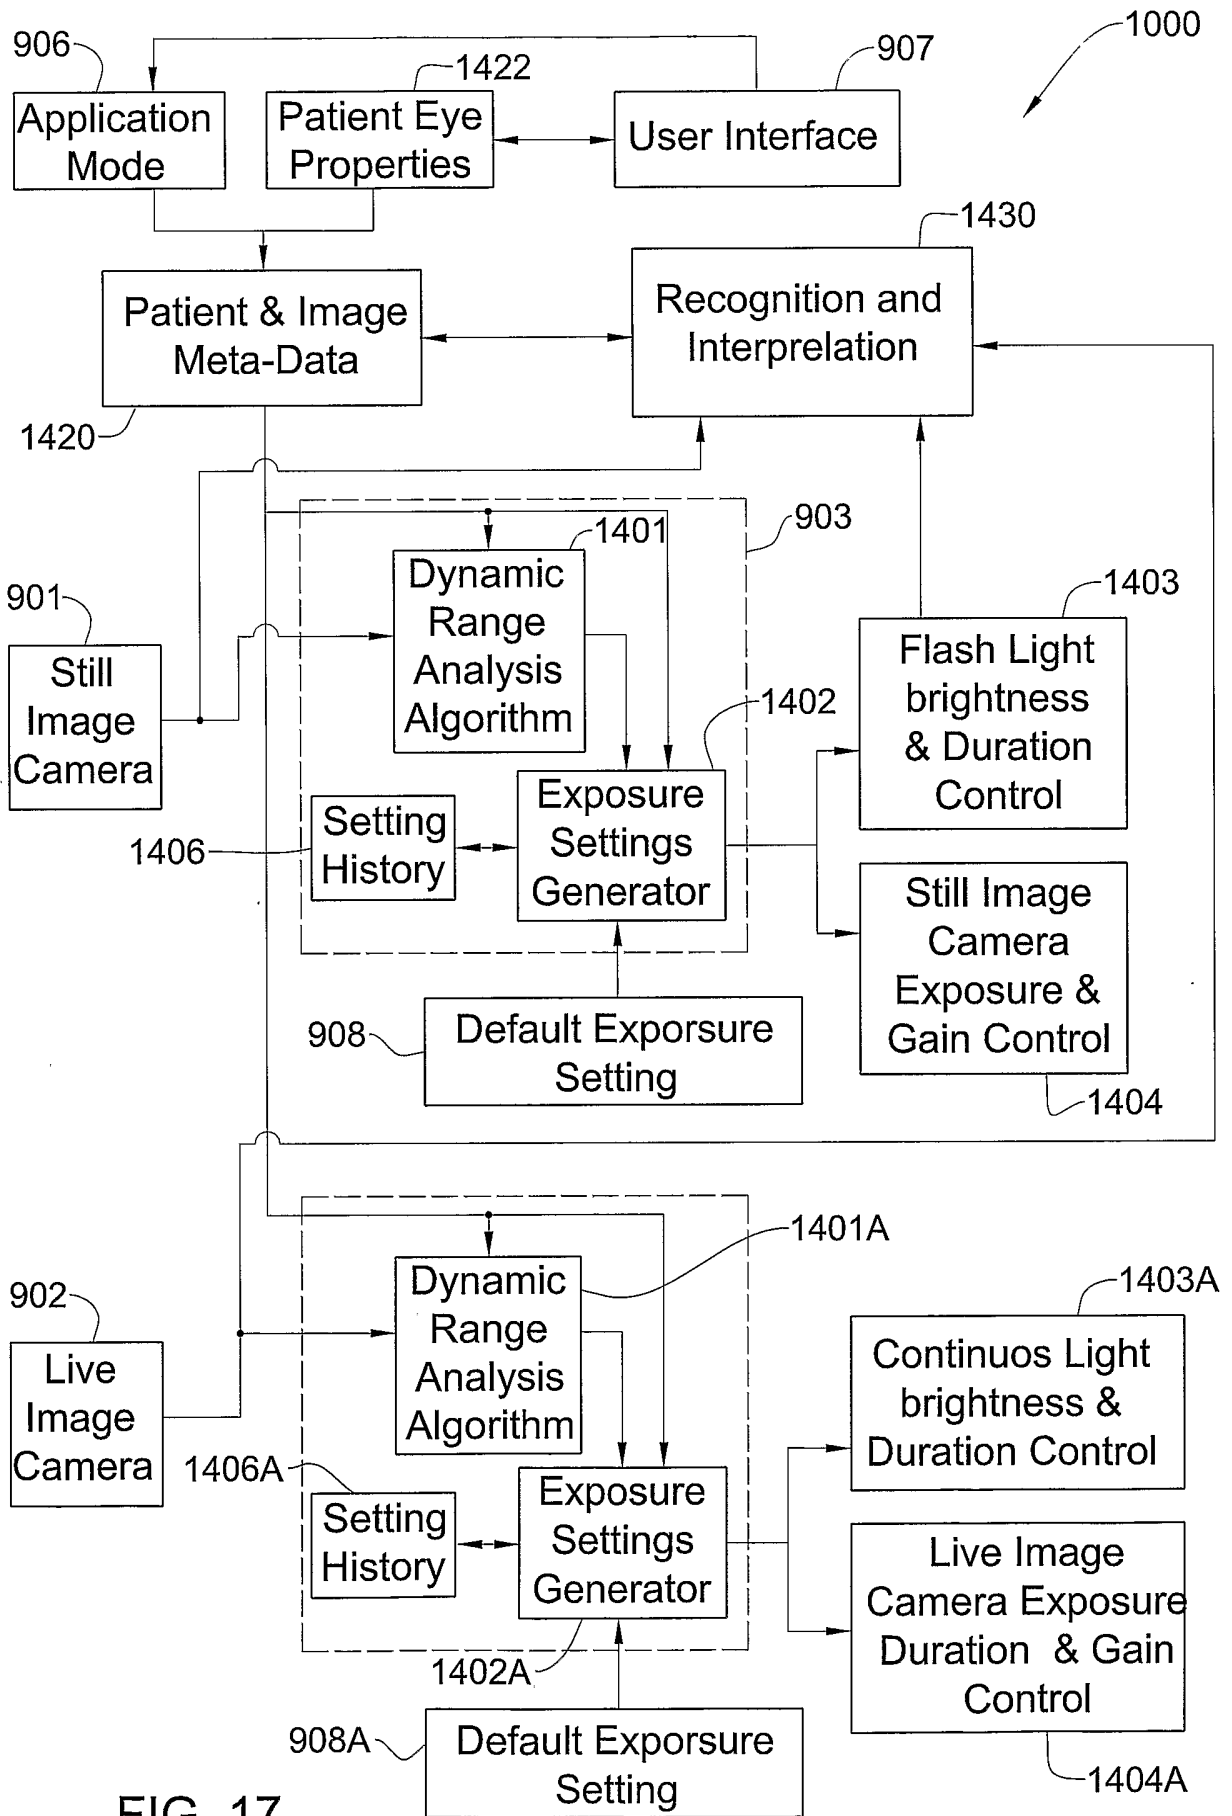 1000
906
1422
907
Application
Mode
Patient Eye
Properties
User Interface
1430
Patient & Image
Meta-Data
Recognition and
Interprelation
1420
903
1401
Dynamic
Range
Analysis
Algorithm
901
Still
Image
Camera
1403
Flash Light
brightness
& Duration
Control
1402
Exposure
Settings
Generator
Setting
History
1406
Still Image
Camera
Exposure &
Gain Control
1404
908
Default Exporsure
Setting
1401A
Dynamic
Range
Analysis
Algorithm
902
Live
Image
Camera
1403A
Continuos Light
brightness &
Duration Control
1406A
Setting
History
Exposure
Settings
Generator
1402A
Live Image
Camera Exposure
Duration & Gain
Control
1404A
908A
Default Exporsure
Setting
FIG. 17